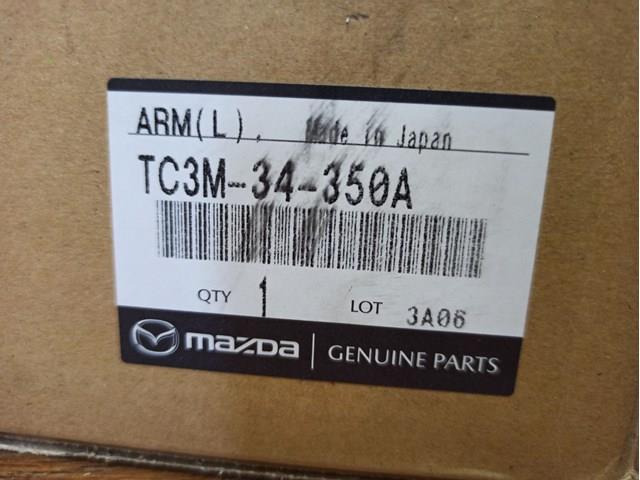 ARM(L). Made in Japan
TC3M-34-350A
QTY 1 LOT 3A06
mazda GENUINE PARTS